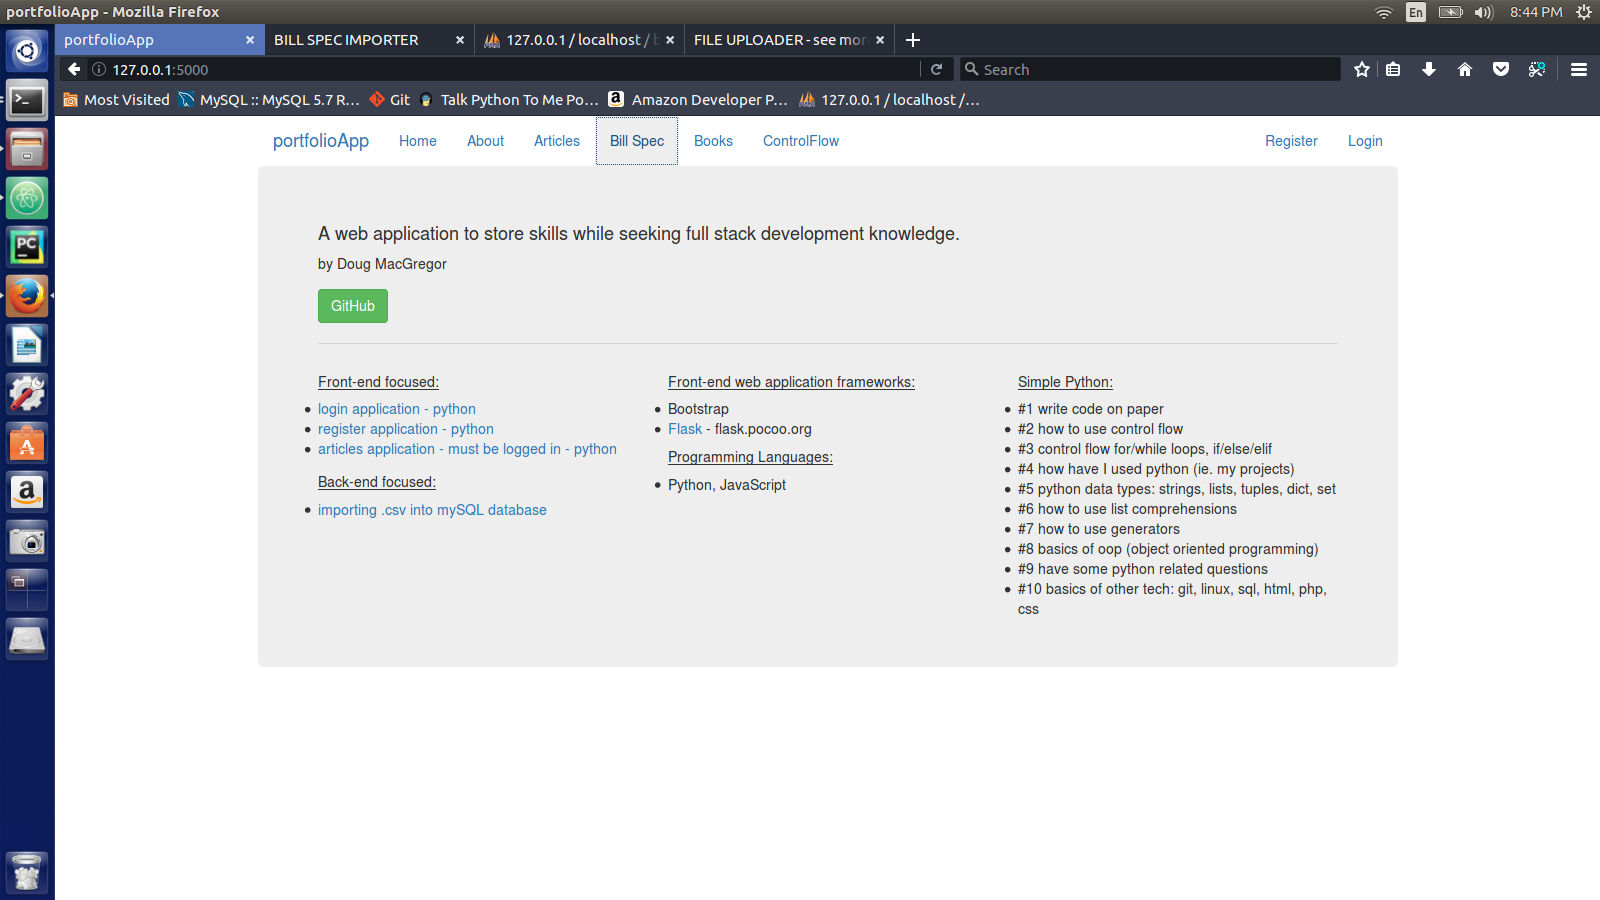 portfolioApp - Mozilla Firefox
En
8:44 PM
portfolioApp
BILL SPEC IMPORTER
127.0.0.1 / localhost /
FILE UPLOADER - see mor
127.0.0.1:5000
Search
Most Visited
MySQL :: MySQL 5.7 R...
Git
Talk Python To Me Po...
Amazon Developer P...
127.0.0.1 / localhost /...
portfolioApp
Home
About
Articles
Bill Spec
Books
ControlFlow
Register
Login
A web application to store skills while seeking full stack development knowledge.
by Doug MacGregor
GitHub
Front-end focused:
login application - python
register application - python
articles application - must be logged in - python
Back-end focused:
importing .csv into mySQL database
Front-end web application frameworks:
Bootstrap
Flask - flask.pocoo.org
Programming Languages:
Python, JavaScript
Simple Python:
#1 write code on paper
#2 how to use control flow
#3 control flow for/while loops, if/else/elif
#4 how have I used python (ie. my projects)
#5 python data types: strings, lists, tuples, dict, set
#6 how to use list comprehensions
#7 how to use generators
#8 basics of oop (object oriented programming)
#9 have some python related questions
#10 basics of other tech: git, linux, sql, html, php,
css
PC